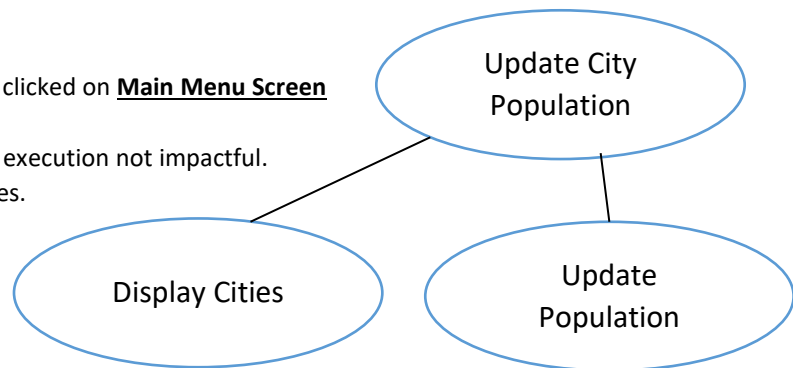 clicked on Main Menu Screen
execution not impactful.
es.
Update City
Population
Display Cities
Update
Population